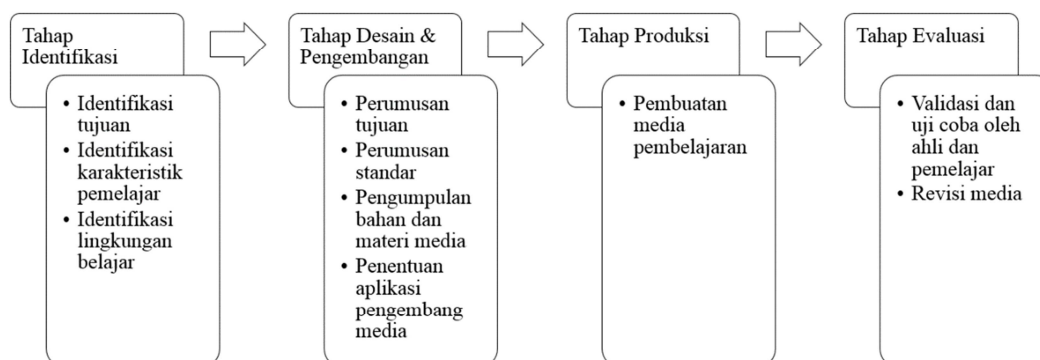 Tahap
Identifikasi
• Identifikasi
tujuan
• Identifikasi
karakteristik
pemelajar
• Identifikasi
lingkungan
belajar
Tahap Desain &
Pengembangan
• Perumusan
tujuan
• Perumusan
standar
• Pengumpulan
bahan dan
materi media
• Penentuan
aplikasi
pengembang
media
Tahap Produksi
• Pembuatan
media
pembelajaran
Tahap Evaluasi
• Validasi dan
uji coba oleh
ahli dan
pemelajar
• Revisi media